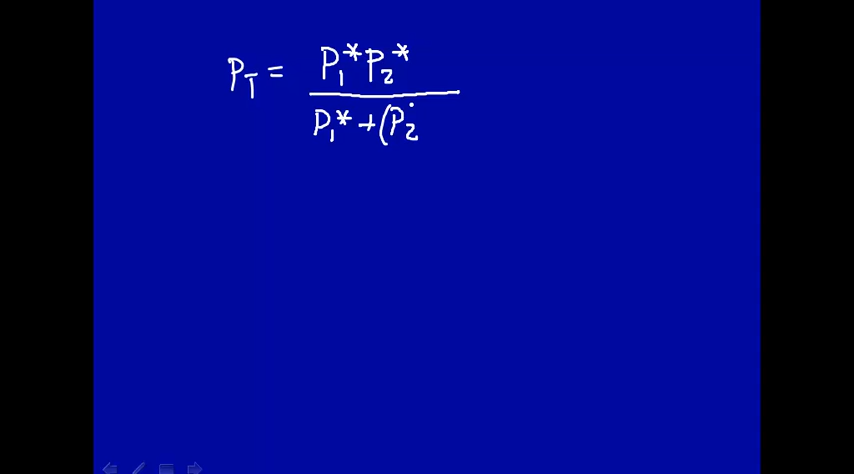 P_T = P_1^* P_2^*
P_1^* + (P_2